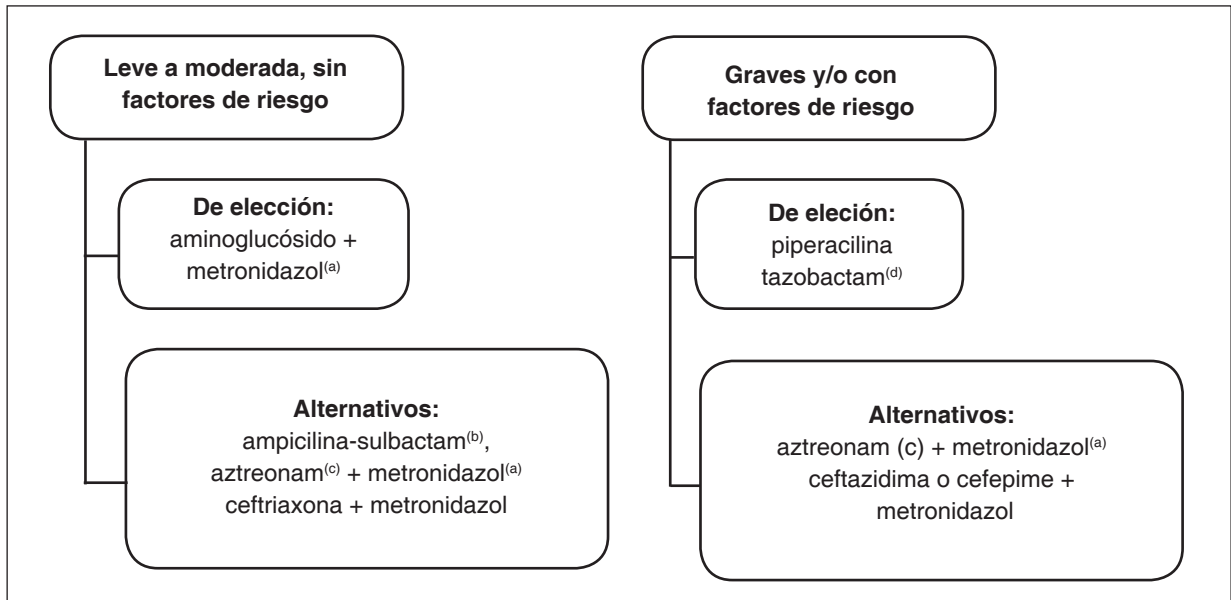 Leve a moderada, sin
factores de riesgo
De elección:
aminoglucósido +
metronidazol(a)
Alternativos:
ampicilina-sulbactam(b),
aztreonam(c) + metronidazol(a)
ceftriaxona + metronidazol
Graves y/o con
factores de riesgo
De eleción:
piperacilina
tazobactam(d)
Alternativos:
aztreonam (c) + metronidazol(a)
ceftazidima o cefepime +
metronidazol